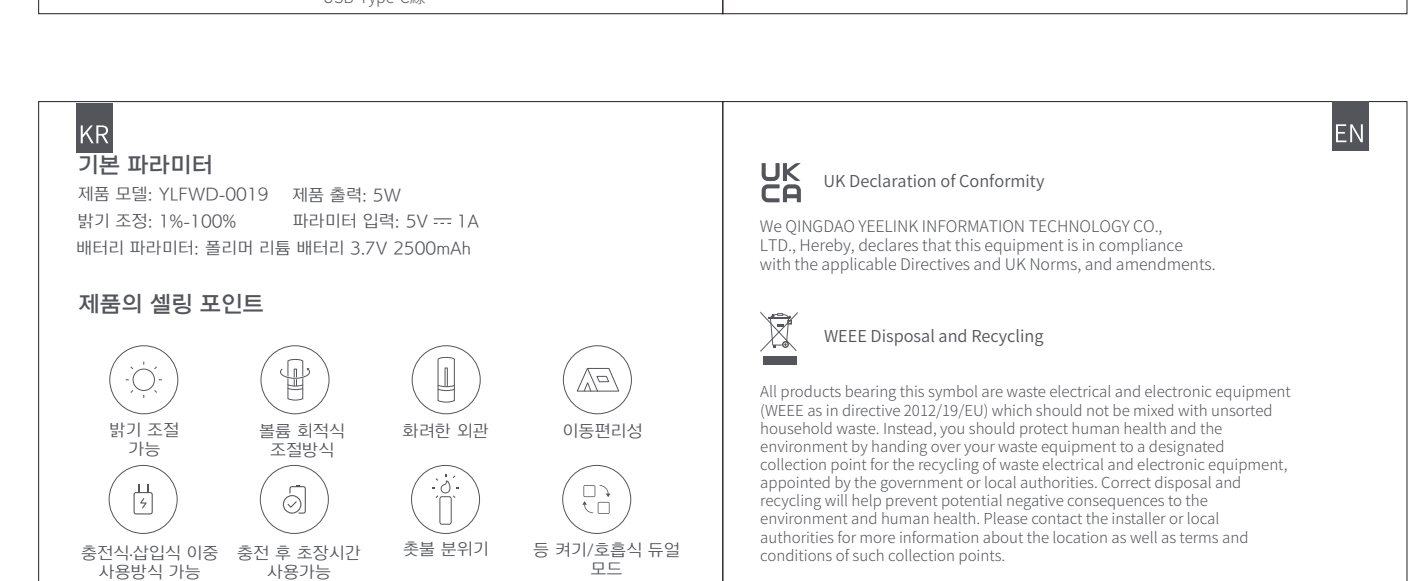 USB Type-C線
KR
기본 파라미터
제품 모델: YLFWD-0019 제품 출력: 5W
밝기 조정: 1%-100% 파라미터 입력: 5V ⎓ 1A
배터리 파라미터: 폴리머 리튬 배터리 3.7V 2500mAh
제품의 셀링 포인트
밝기 조절
가능
볼륨 회적식
조절방식
화려한 외관
이동편리성
충전식·삽입식 이중
사용방식 가능
충전 후 초장시간
사용가능
촛불 분위기
등 켜기/호흡식 듀얼
모드
EN
UK
CA
UK Declaration of Conformity
We QINGDAO YEELINK INFORMATION TECHNOLOGY CO.,
LTD., Hereby, declares that this equipment is in compliance
with the applicable Directives and UK Norms, and amendments.
WEEE Disposal and Recycling
All products bearing this symbol are waste electrical and electronic equipment
(WEEE as in directive 2012/19/EU) which should not be mixed with unsorted
household waste. Instead, you should protect human health and the
environment by handing over your waste equipment to a designated
collection point for the recycling of waste electrical and electronic equipment,
appointed by the government or local authorities. Correct disposal and
recycling will help prevent potential negative consequences to the
environment and human health. Please contact the installer or local
authorities for more information about the location as well as terms and
conditions of such collection points.